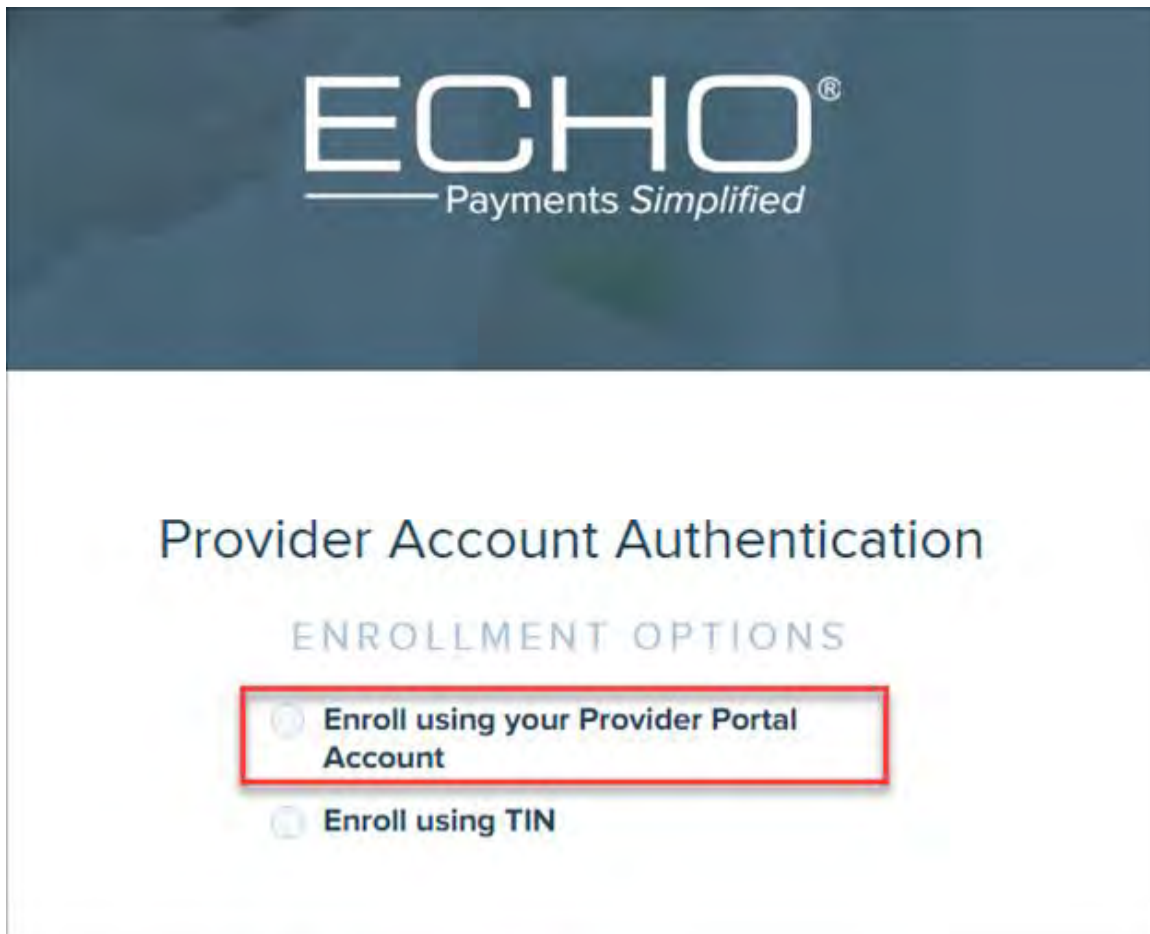 ECHO®
Payments Simplified
Provider Account Authentication
ENROLLMENT OPTIONS
Enroll using your Provider Portal
Account
Enroll using TIN